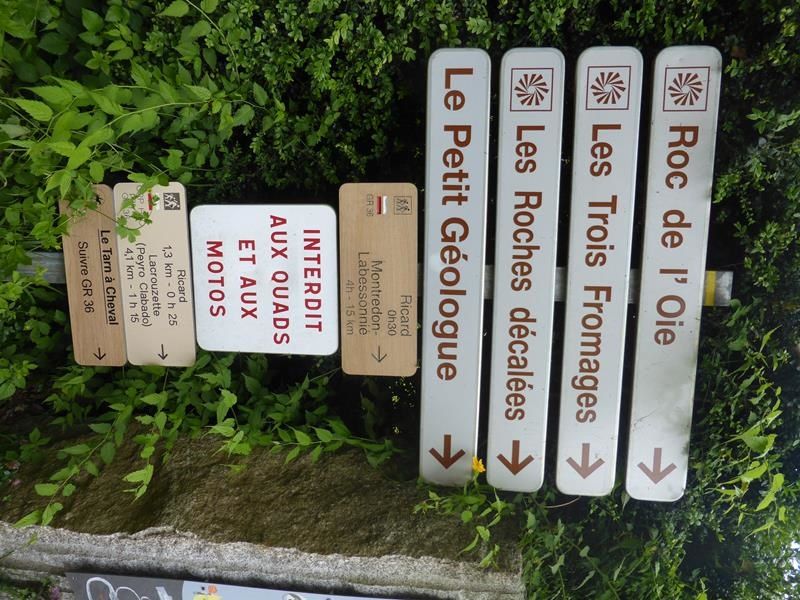 Roc de l'Oie
Les Trois Fromages
Les Roches décalées
Le Petit Géologue
GR 36
Ricard
0h30
Montredon-
Labessonnié
4h - 15 km
INTERDIT
AUX QUADS
ET AUX
MOTOS
Ricard
1,3 km - 0 h 25
Lacrouzette
(Peyro Clabado)
4,1 km - 1 h 15
Le Tarn à Cheval
Suivre GR 36